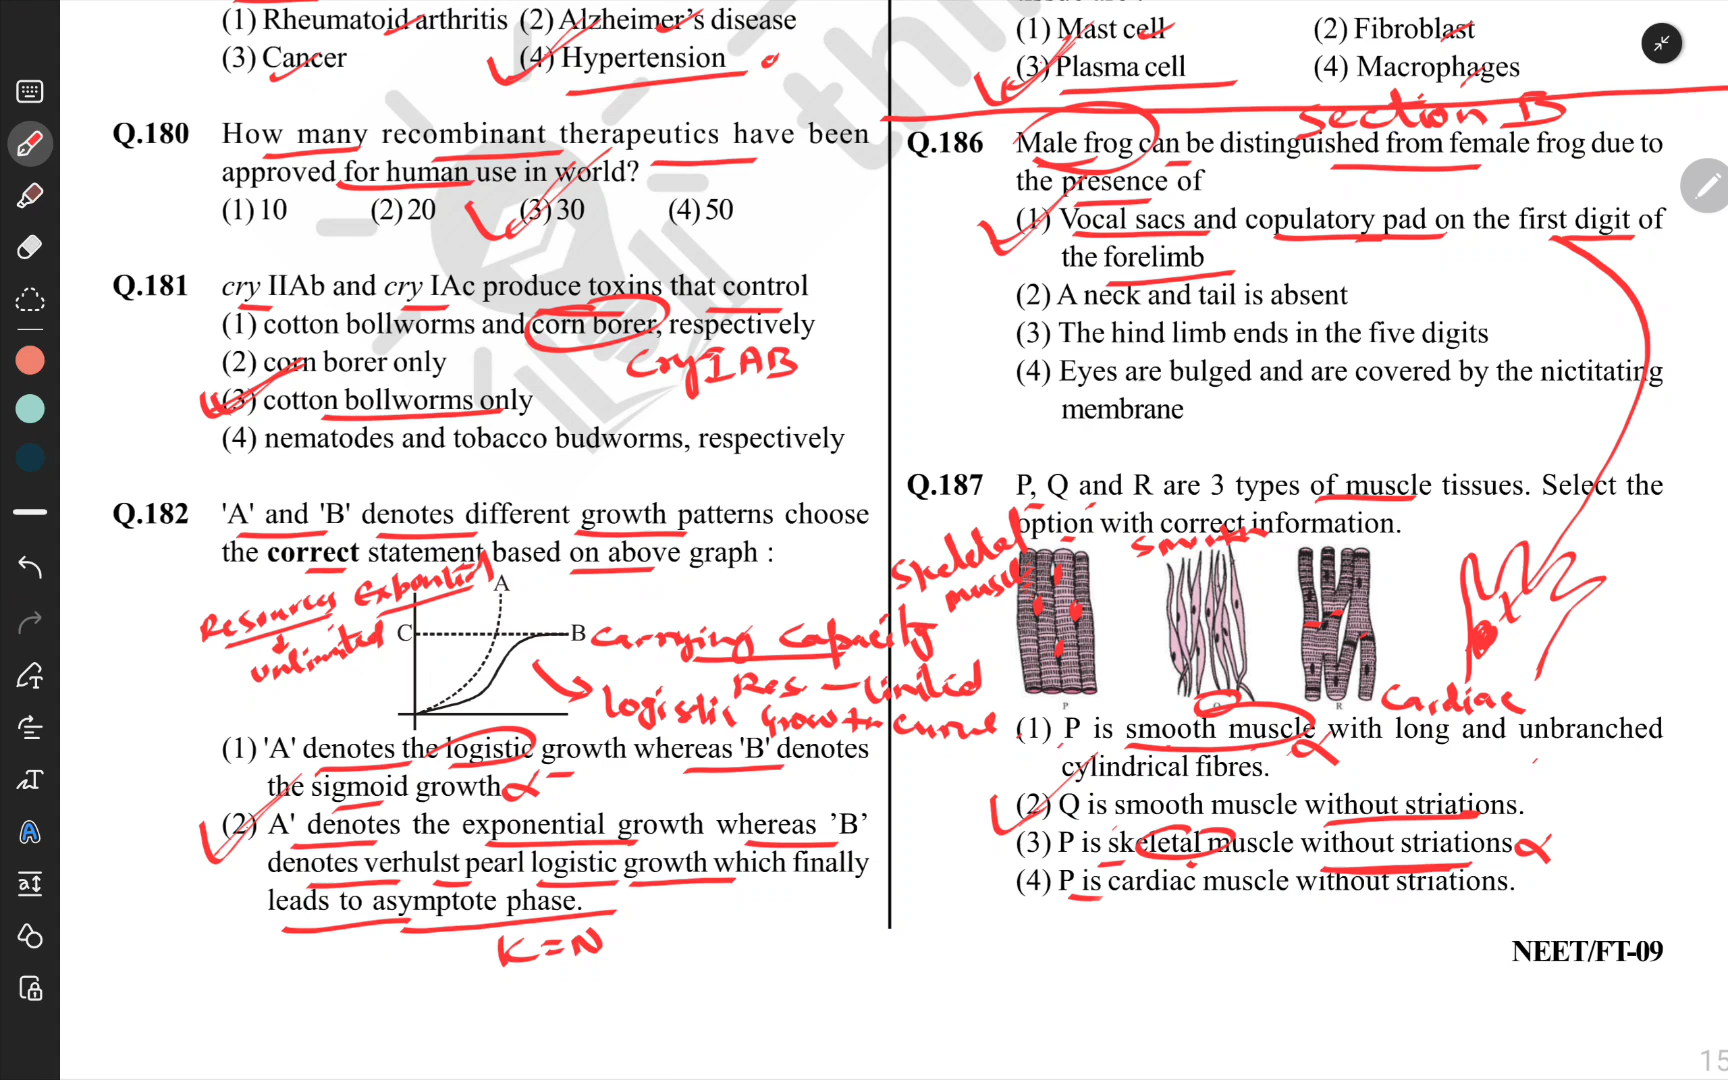 (1) Rheumatoid arthritis (2) Alzheimer's disease
(3) Cancer (4) Hypertension
Q.180 How many recombinant therapeutics have been
approved for human use in world?
(1) 10 (2) 20 (3) 30 (4) 50
Q.181 cry IIAb and cry IAc produce toxins that control
(1) cotton bollworms and corn borer, respectively
(2) corn borer only
Cry I AB
(3) cotton bollworms only
(4) nematodes and tobacco budworms, respectively
Q.182 'A' and 'B' denotes different growth patterns choose
the correct statement based on above graph :
Resources Exponential
unlimited
A
C
B
Carrying Capacity
Res - limited
logistic growth curve
(1) 'A' denotes the logistic growth whereas 'B' denotes
the sigmoid growth
(2) A' denotes the exponential growth whereas ’B’
denotes verhulst pearl logistic growth which finally
leads to asymptote phase.
K = N
(1) Mast cell (2) Fibroblast
(3) Plasma cell (4) Macrophages
Section B
Q.186 Male frog can be distinguished from female frog due to
the presence of
(1) Vocal sacs and copulatory pad on the first digit of
the forelimb
(2) A neck and tail is absent
(3) The hind limb ends in the five digits
(4) Eyes are bulged and are covered by the nictitating
membrane
Q.187 P, Q and R are 3 types of muscle tissues. Select the
option with correct information.
Skeletal muscle
Smooth
Cardiac
P Q R
(1) P is smooth muscle with long and unbranched
cylindrical fibres.
(2) Q is smooth muscle without striations.
(3) P is skeletal muscle without striations
(4) P is cardiac muscle without striations.
NEET/FT-09
15